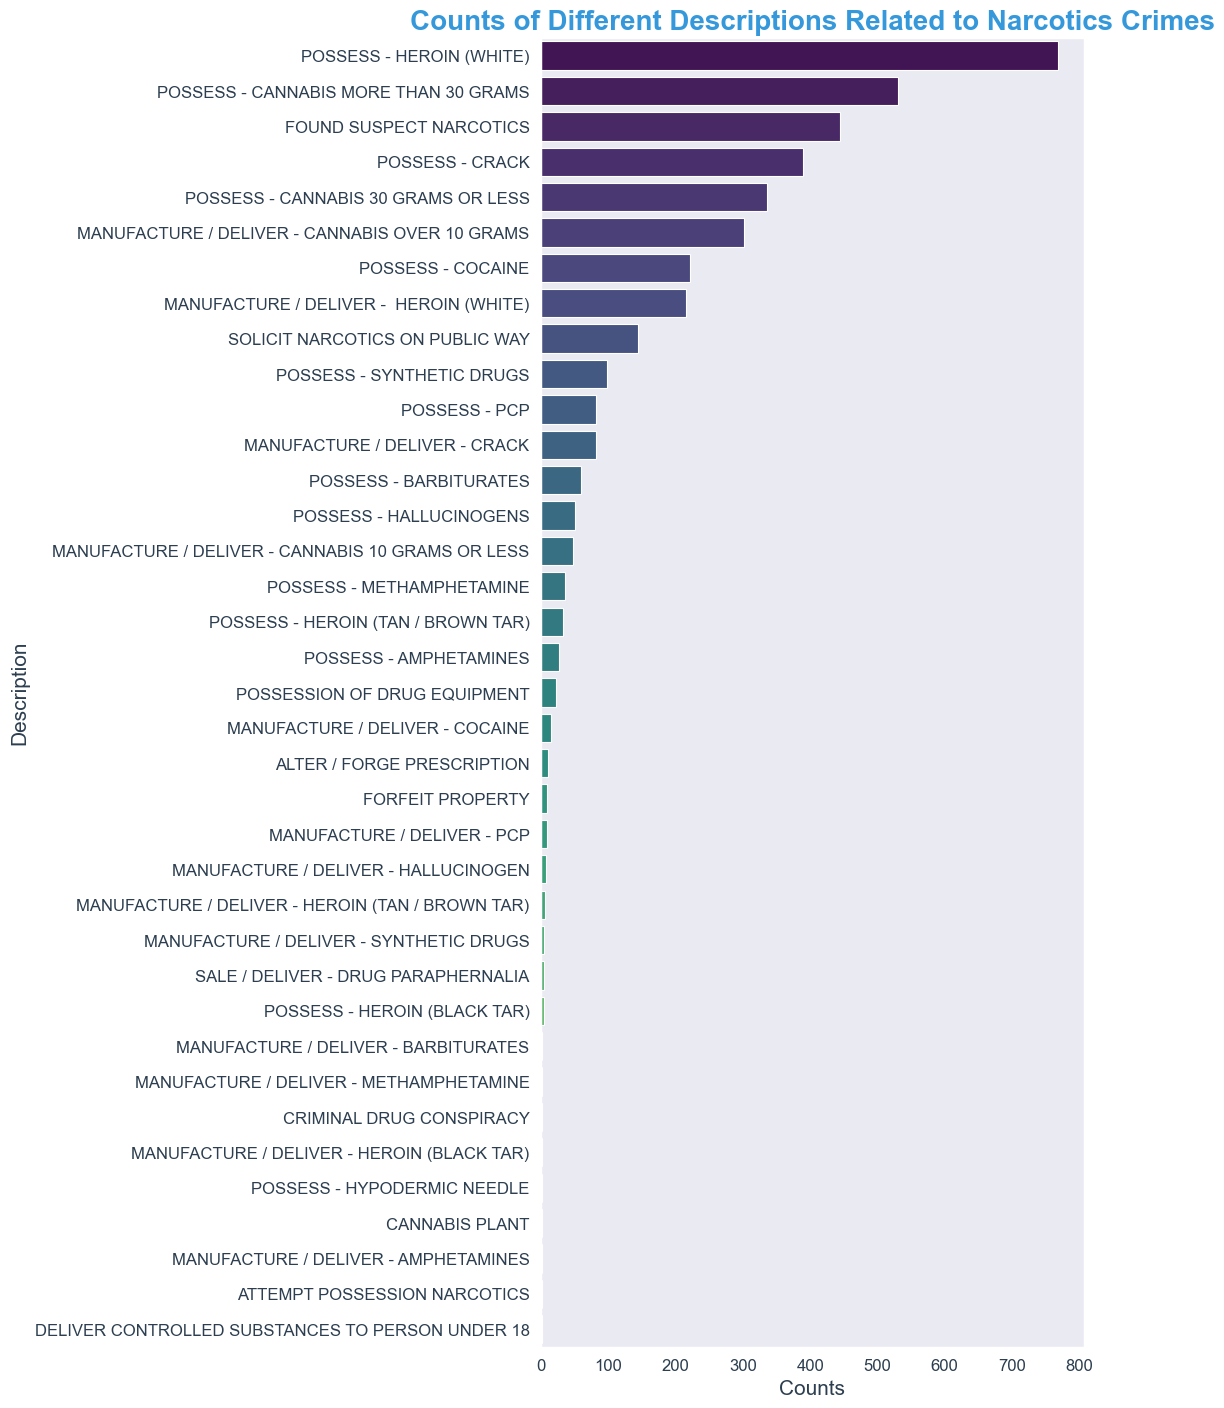 Counts of Different Descriptions Related to Narcotics Crimes
POSSESS - HEROIN (WHITE)
POSSESS - CANNABIS MORE THAN 30 GRAMS
FOUND SUSPECT NARCOTICS
POSSESS - CRACK
POSSESS - CANNABIS 30 GRAMS OR LESS
MANUFACTURE / DELIVER - CANNABIS OVER 10 GRAMS
POSSESS - COCAINE
MANUFACTURE / DELIVER -  HEROIN (WHITE)
SOLICIT NARCOTICS ON PUBLIC WAY
POSSESS - SYNTHETIC DRUGS
POSSESS - PCP
MANUFACTURE / DELIVER - CRACK
POSSESS - BARBITURATES
POSSESS - HALLUCINOGENS
MANUFACTURE / DELIVER - CANNABIS 10 GRAMS OR LESS
POSSESS - METHAMPHETAMINE
POSSESS - HEROIN (TAN / BROWN TAR)
POSSESS - AMPHETAMINES
POSSESSION OF DRUG EQUIPMENT
MANUFACTURE / DELIVER - COCAINE
ALTER / FORGE PRESCRIPTION
FORFEIT PROPERTY
MANUFACTURE / DELIVER - PCP
MANUFACTURE / DELIVER - HALLUCINOGEN
MANUFACTURE / DELIVER - HEROIN (TAN / BROWN TAR)
MANUFACTURE / DELIVER - SYNTHETIC DRUGS
SALE / DELIVER - DRUG PARAPHERNALIA
POSSESS - HEROIN (BLACK TAR)
MANUFACTURE / DELIVER - BARBITURATES
MANUFACTURE / DELIVER - METHAMPHETAMINE
CRIMINAL DRUG CONSPIRACY
MANUFACTURE / DELIVER - HEROIN (BLACK TAR)
POSSESS - HYPODERMIC NEEDLE
CANNABIS PLANT
MANUFACTURE / DELIVER - AMPHETAMINES
ATTEMPT POSSESSION NARCOTICS
DELIVER CONTROLLED SUBSTANCES TO PERSON UNDER 18
Description
0 100 200 300 400 500 600 700 800
Counts